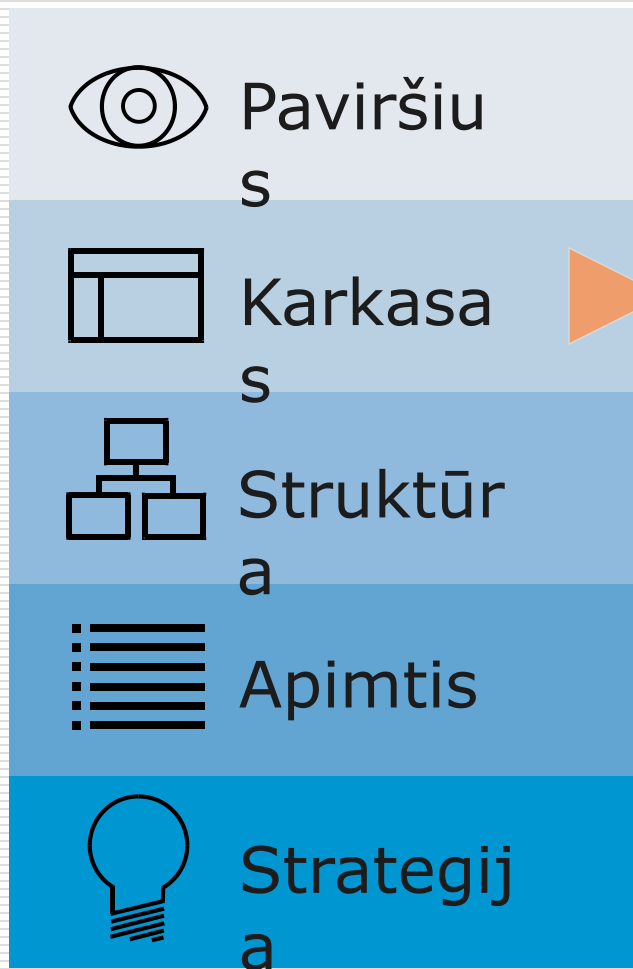 Paviršiu
s
Karkasa
s
Struktūr
a
Apimtis
Strategij
a